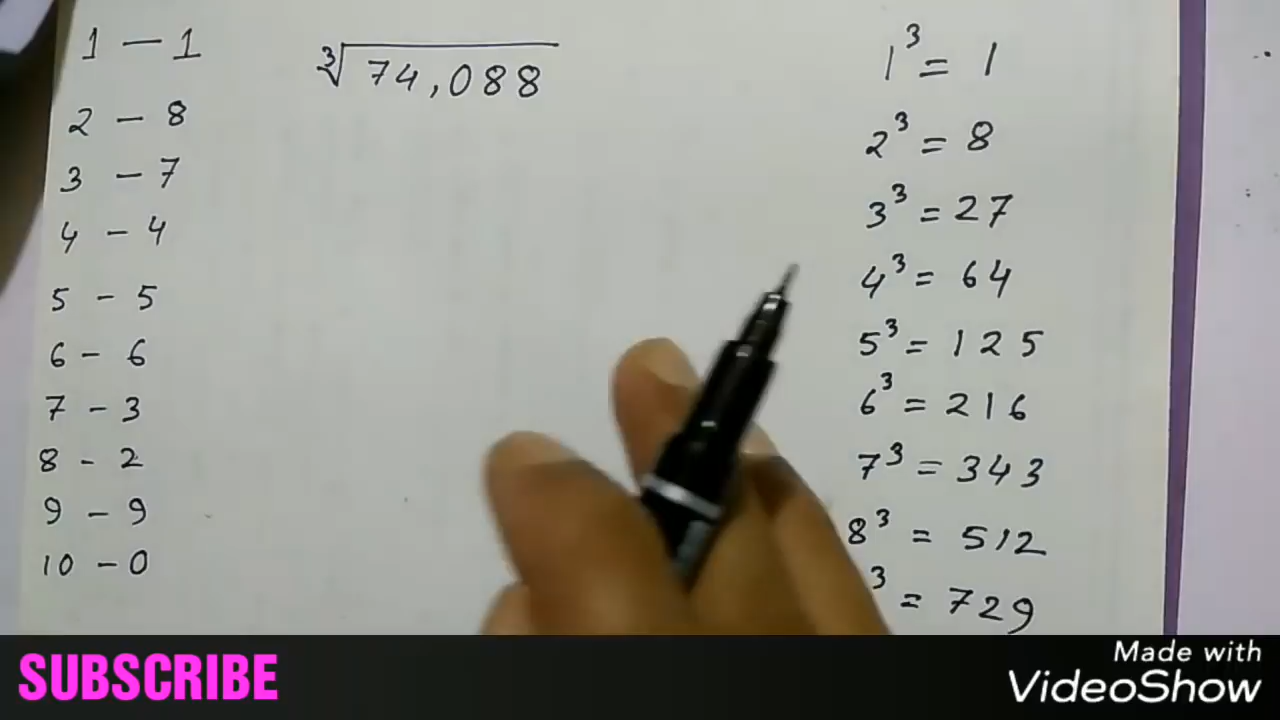 1 — 1
2 — 8
3 — 7
4 - 4
5 - 5
6 - 6
7 - 3
8 - 2
9 - 9
10 - 0
∛74,088
1³ = 1
2³ = 8
3³ = 27
4³ = 64
5³ = 125
6³ = 216
7³ = 343
8³ = 512
³ = 729
SUBSCRIBE
Made with
VideoShow